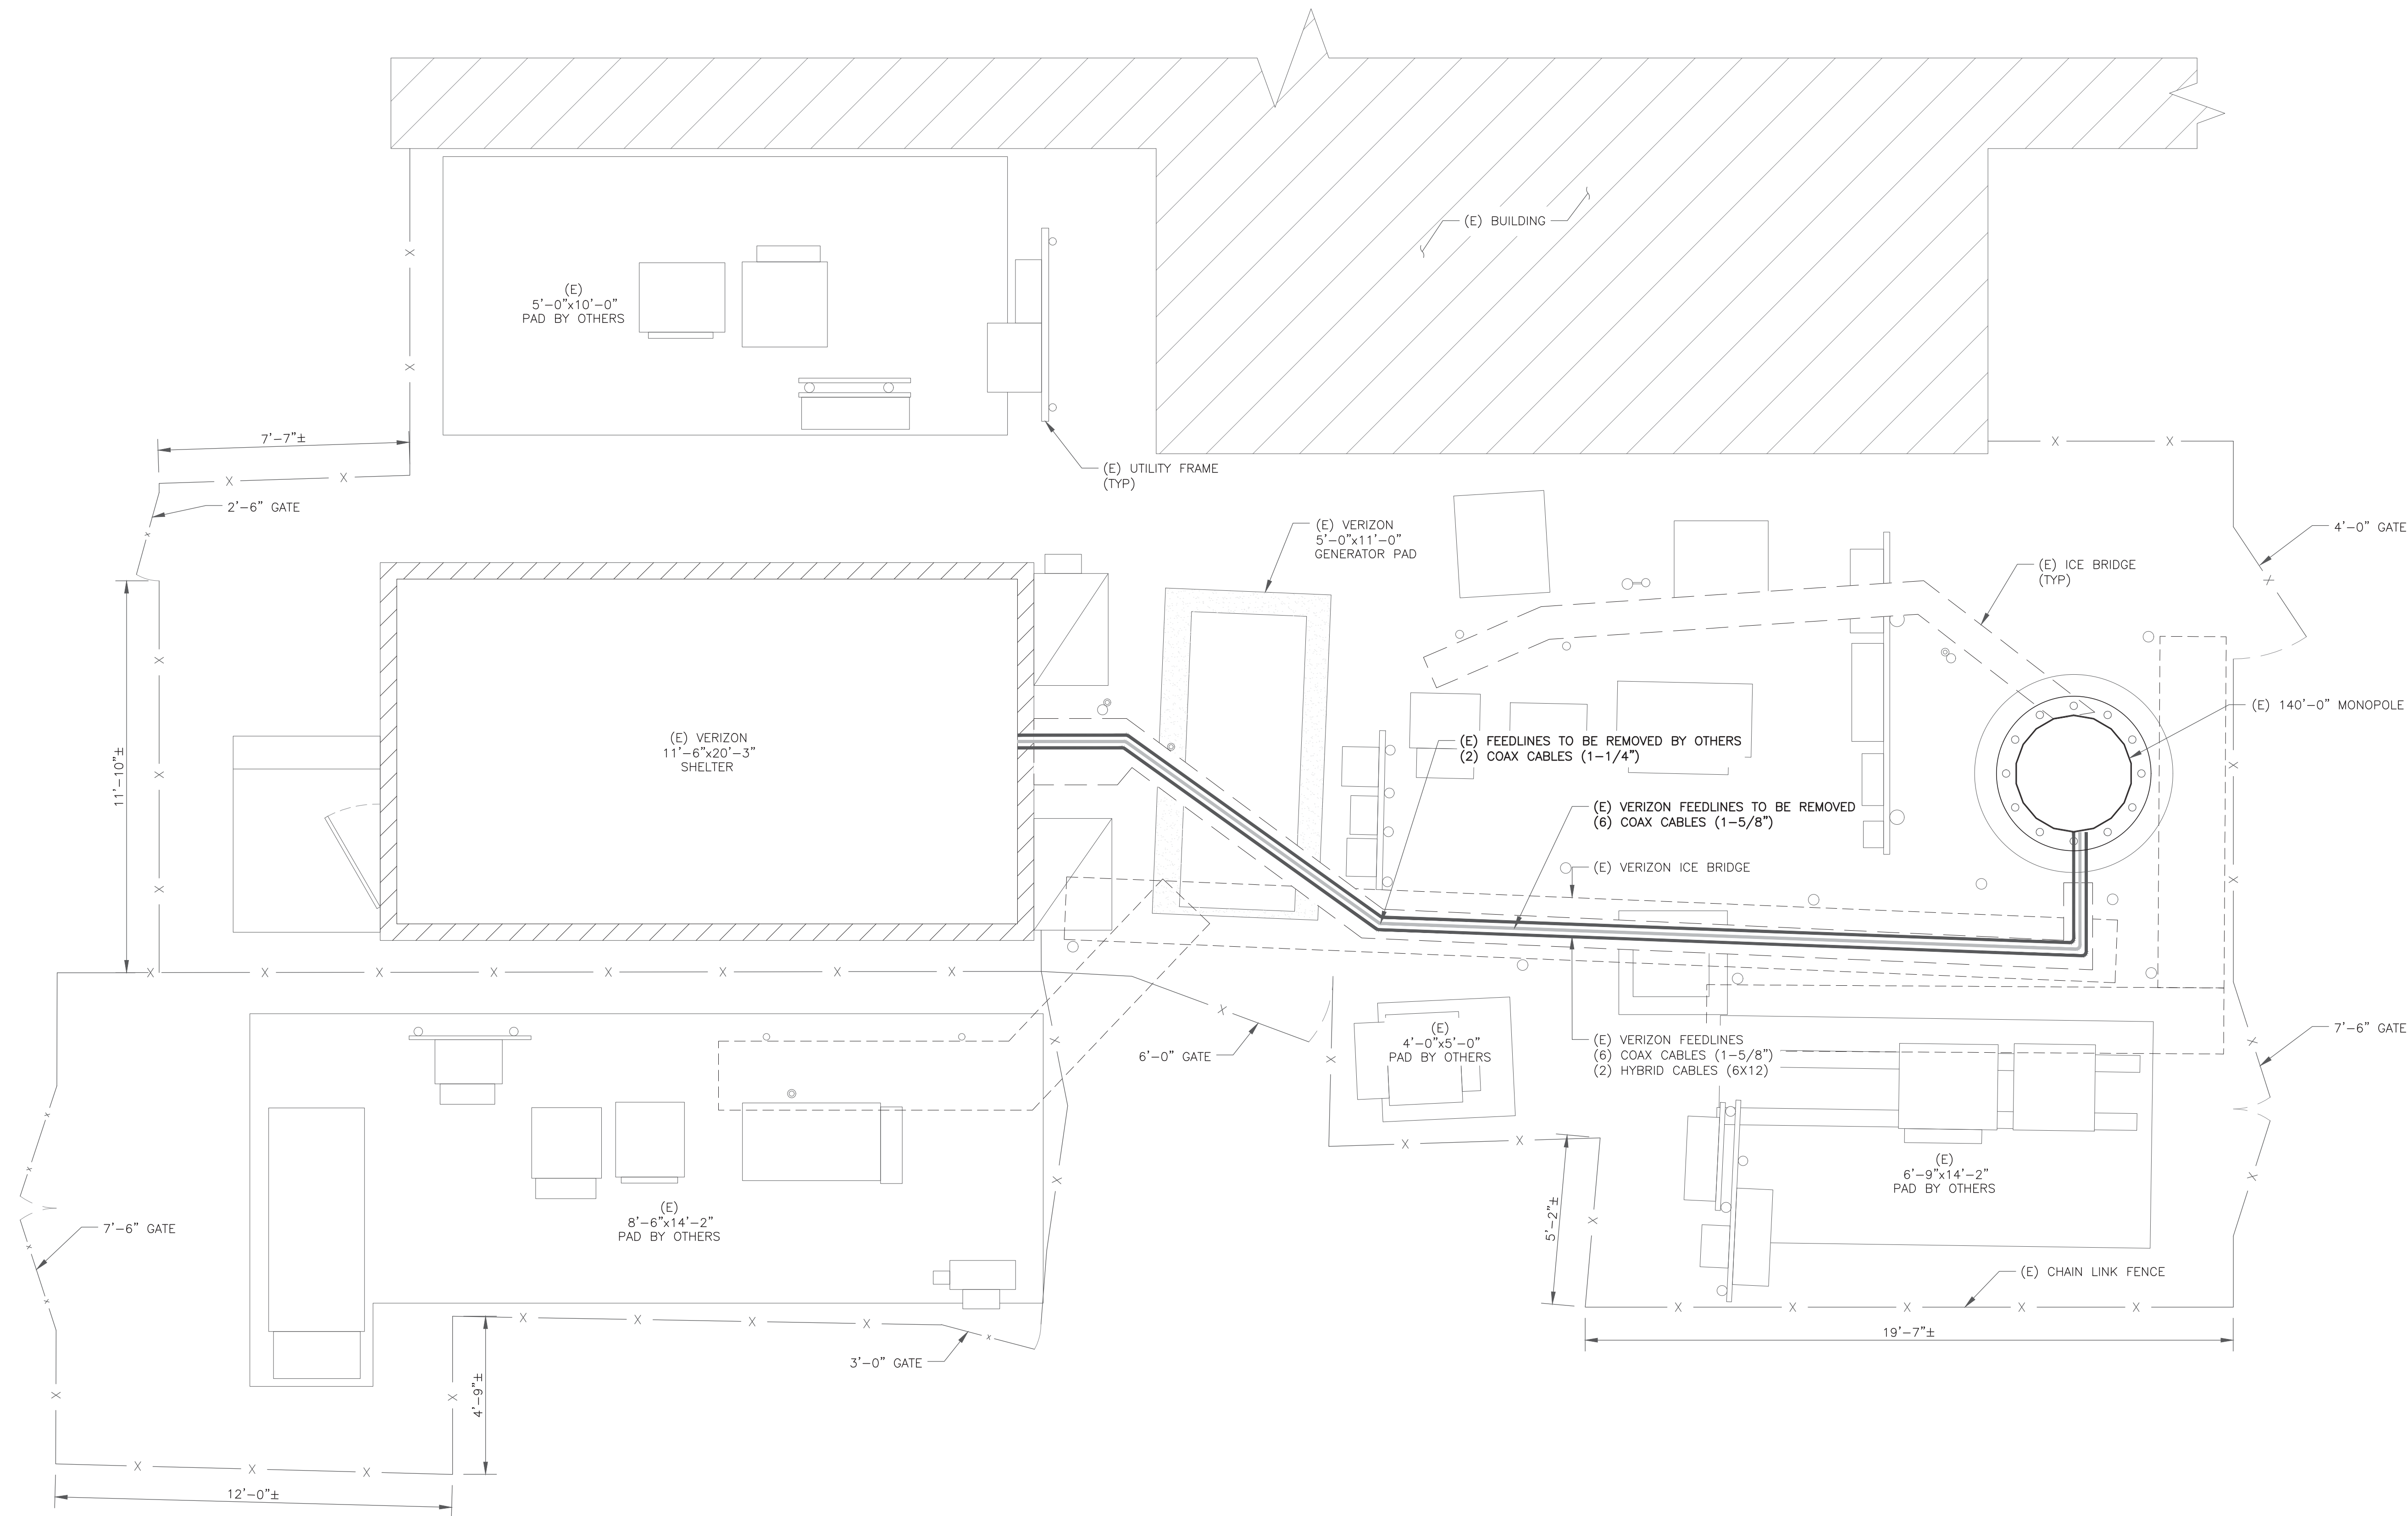 (E) BUILDING
(E)
5'-0"x10'-0"
PAD BY OTHERS
7'-7"±
(E) UTILITY FRAME
(TYP)
2'-6" GATE
(E) VERIZON
5'-0"x11'-0"
GENERATOR PAD
4'-0" GATE
(E) ICE BRIDGE
(TYP)
(E) 140'-0" MONOPOLE
(E) VERIZON
11'-6"x20'-3"
SHELTER
11'-10"±
(E) FEEDLINES TO BE REMOVED BY OTHERS
(2) COAX CABLES (1-1/4")
(E) VERIZON FEEDLINES TO BE REMOVED
(6) COAX CABLES (1-5/8")
(E) VERIZON ICE BRIDGE
(E) VERIZON FEEDLINES
(6) COAX CABLES (1-5/8")
(2) HYBRID CABLES (6X12)
6'-0" GATE
(E)
4'-0"x5'-0"
PAD BY OTHERS
7'-6" GATE
(E)
6'-9"x14'-2"
PAD BY OTHERS
(E)
8'-6"x14'-2"
PAD BY OTHERS
7'-6" GATE
5'-2"±
(E) CHAIN LINK FENCE
19'-7"±
3'-0" GATE
4'-9"±
12'-0"±